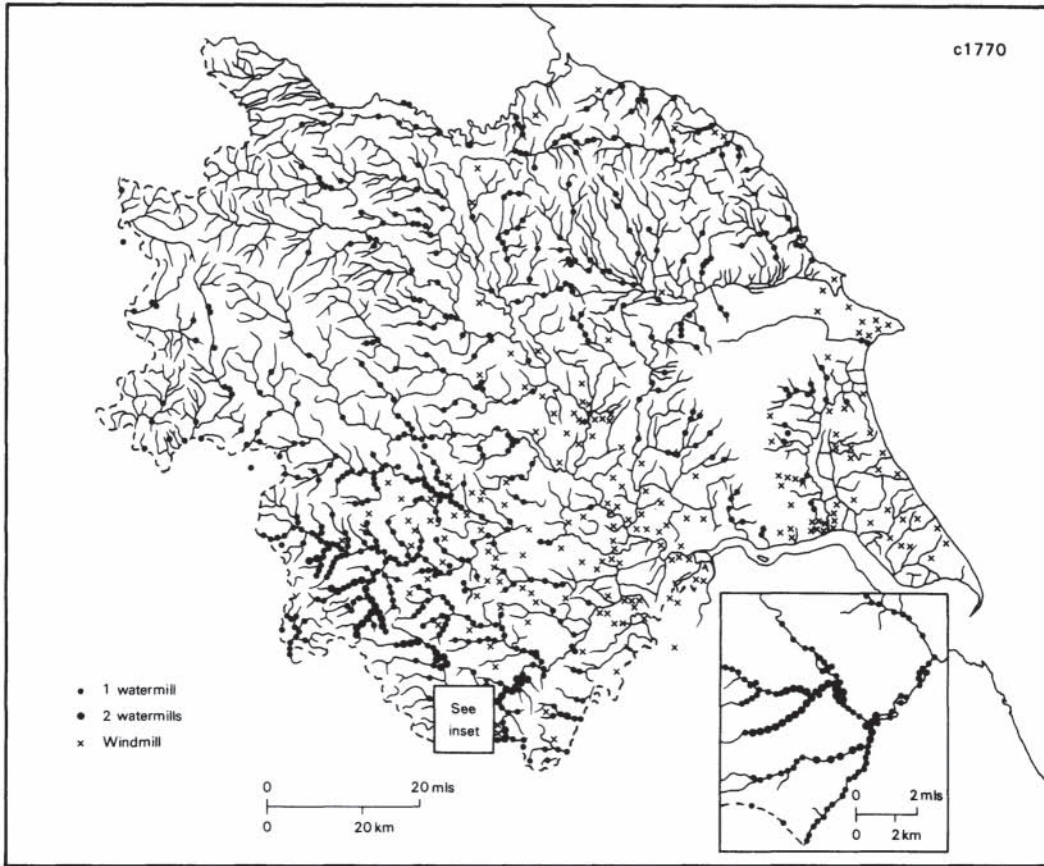 c1770
1 watermill
2 watermills
x Windmill
See
inset
0 20 mls
0 20 km
0 2 mls
0 2 km